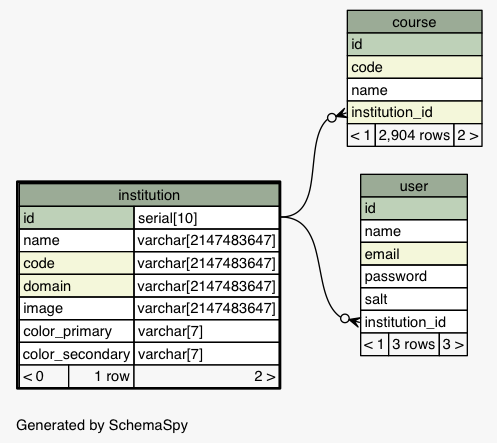 course
id
code
name
institution_id
< 1 2,904 rows 2 >
institution
id serial[10]
name varchar[2147483647]
code varchar[2147483647]
domain varchar[2147483647]
image varchar[2147483647]
color_primary varchar[7]
color_secondary varchar[7]
< 0 1 row 2 >
user
id
name
email
password
salt
institution_id
< 1 3 rows 3 >
Generated by SchemaSpy